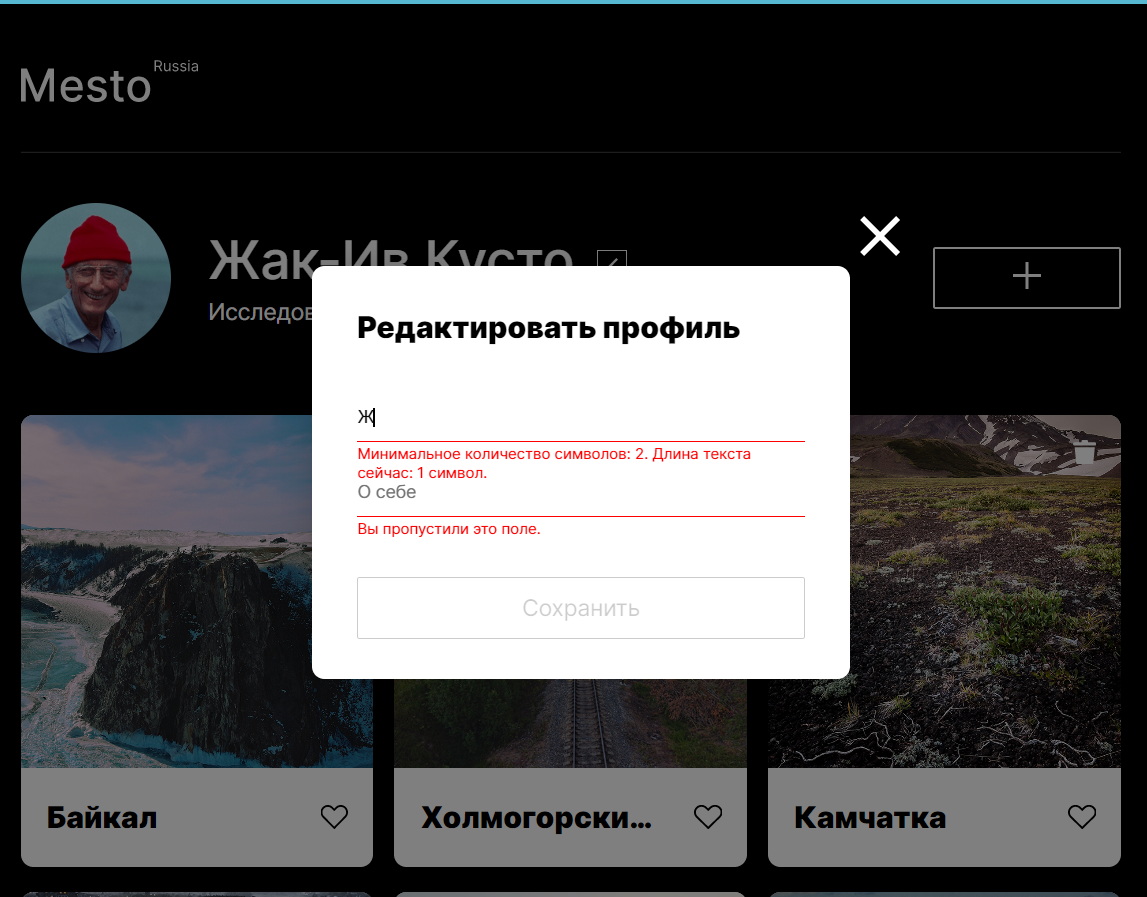 Mesto
Russia
Жак-Ив Кусто
Исследов
Редактировать профиль
Ж
Минимальное количество символов: 2. Длина текста
сейчас: 1 символ.
О себе
Вы пропустили это поле.
Сохранить
Байкал
Холмогорски...
Камчатка